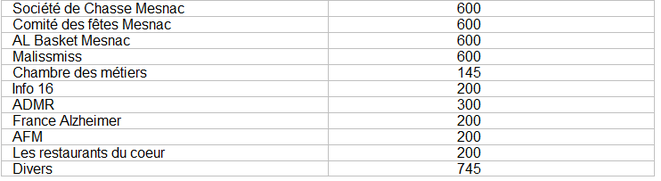 Société de Chasse Mesnac 600
Comité des fêtes Mesnac 600
AL Basket Mesnac 600
Malissmiss 600
Chambre des métiers 145
Info 16 200
ADMR 300
France Alzheimer 200
AFM 200
Les restaurants du coeur 200
Divers 745